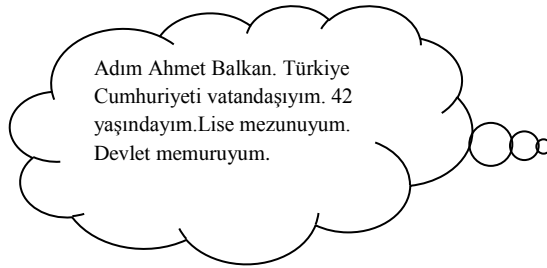 Adım Ahmet Balkan. Türkiye
Cumhuriyeti vatandaşıyım. 42
yaşındayım.Lise mezunuyum.
Devlet memuruyum.